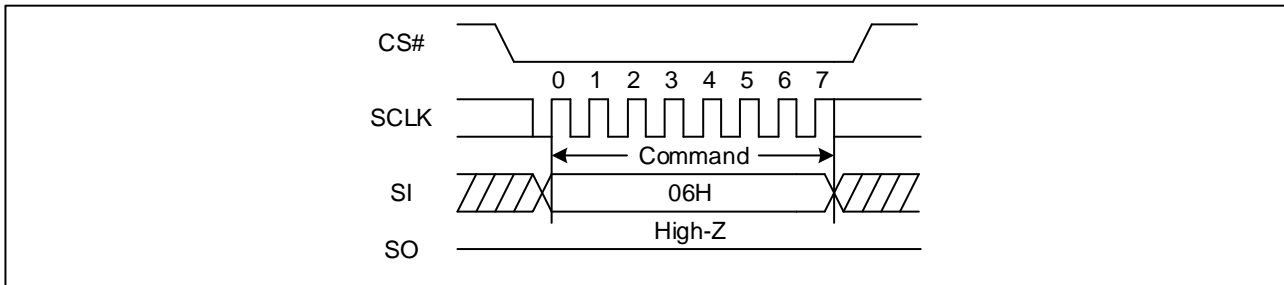 CS#
0 1 2 3 4 5 6 7
SCLK
Command
SI
06H
High-Z
SO